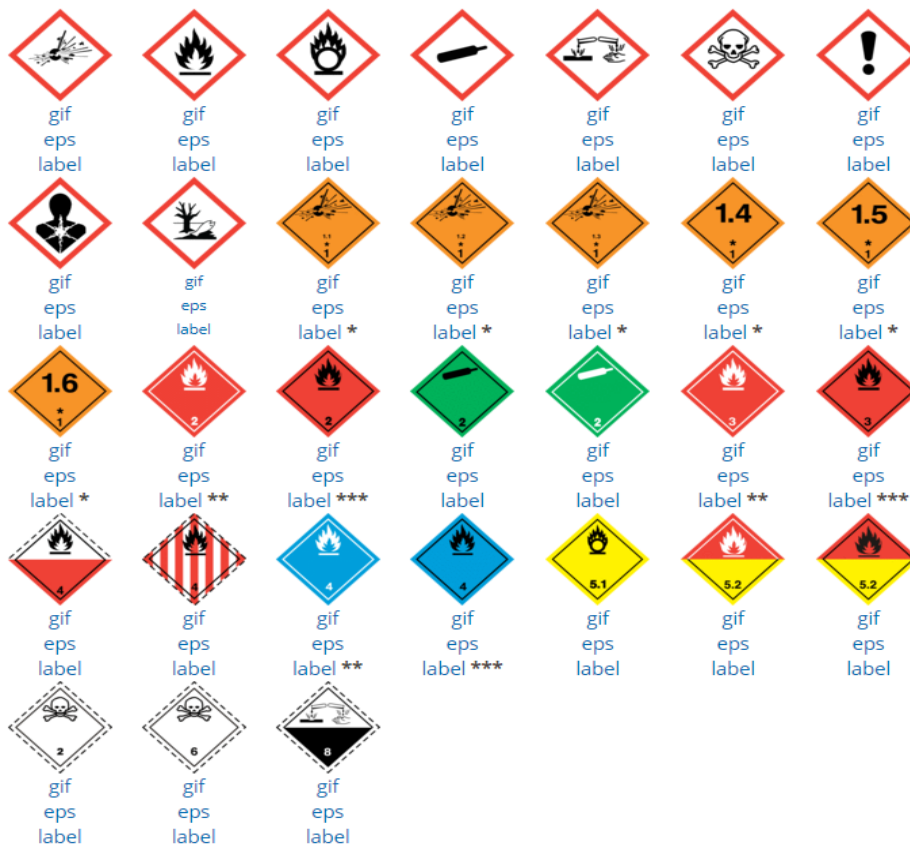 gif gif gif gif gif gif gif
eps eps eps eps eps eps eps
label label label label label label label
1.1 1.2 1.3 1.4 1.5
* * * * *
1 1 1 1 1
gif gif gif gif gif gif gif
eps eps eps eps eps eps eps
label label label * label * label * label * label *
1.6
*
1 2 2 2 2 3 3
gif gif gif gif gif gif gif
eps eps eps eps eps eps eps
label * label ** label *** label label label ** label ***
4 4 4 4 5.1 5.2 5.2
gif gif gif gif gif gif gif
eps eps eps eps eps eps eps
label label label ** label *** label label label
2 6 8
gif gif gif
eps eps eps
label label label